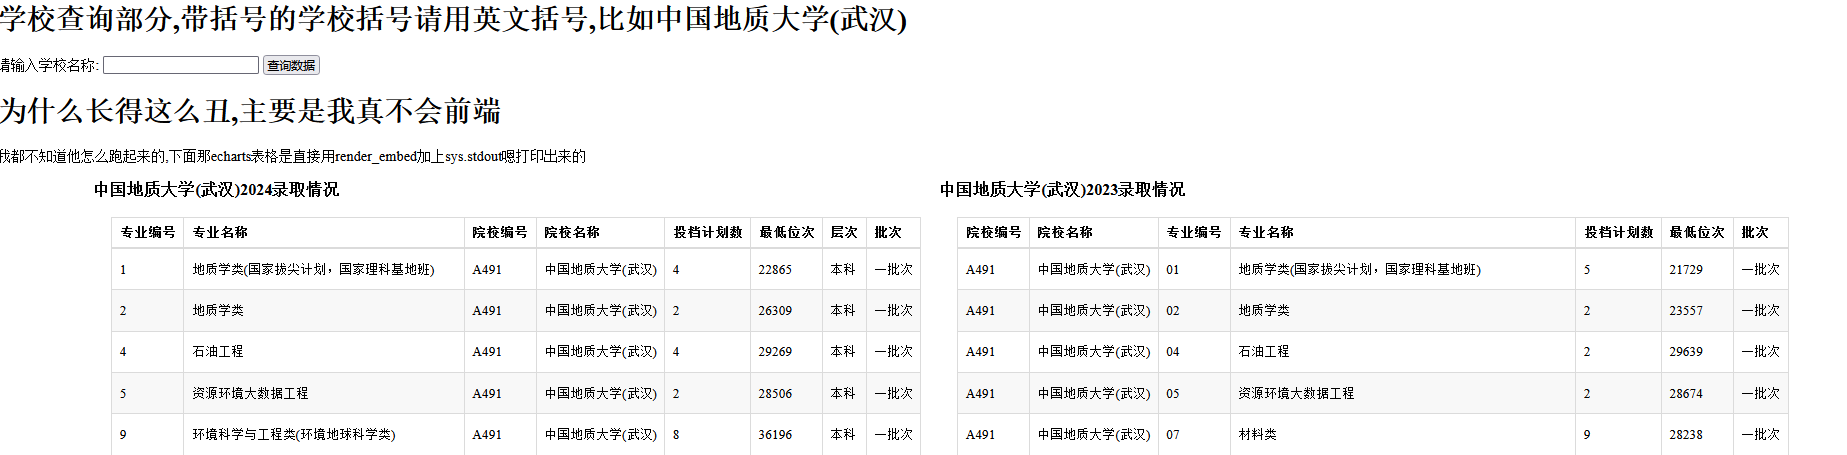 学校查询部分,带括号的学校括号请用英文括号,比如中国地质大学(武汉)
请输入学校名称: 查询数据
为什么长得这么丑,主要是我真不会前端
我都不知道他怎么跑起来的,下面那echarts表格是直接用render_embed加上sys.stdout嗯打印出来的
中国地质大学(武汉)2024录取情况 中国地质大学(武汉)2023录取情况
专业编号 专业名称 院校编号 院校名称 投档计划数 最低位次 层次 批次 院校编号 院校名称 专业编号 专业名称 投档计划数 最低位次 批次
1 地质学类(国家拔尖计划，国家理科基地班) A491 中国地质大学(武汉) 4 22865 本科 一批次 A491 中国地质大学(武汉) 01 地质学类(国家拔尖计划，国家理科基地班) 5 21729 一批次
2 地质学类 A491 中国地质大学(武汉) 2 26309 本科 一批次 A491 中国地质大学(武汉) 02 地质学类 2 23557 一批次
4 石油工程 A491 中国地质大学(武汉) 4 29269 本科 一批次 A491 中国地质大学(武汉) 04 石油工程 2 29639 一批次
5 资源环境大数据工程 A491 中国地质大学(武汉) 2 28506 本科 一批次 A491 中国地质大学(武汉) 05 资源环境大数据工程 2 28674 一批次
9 环境科学与工程类(环境地球科学类) A491 中国地质大学(武汉) 8 36196 本科 一批次 A491 中国地质大学(武汉) 07 材料类 9 28238 一批次